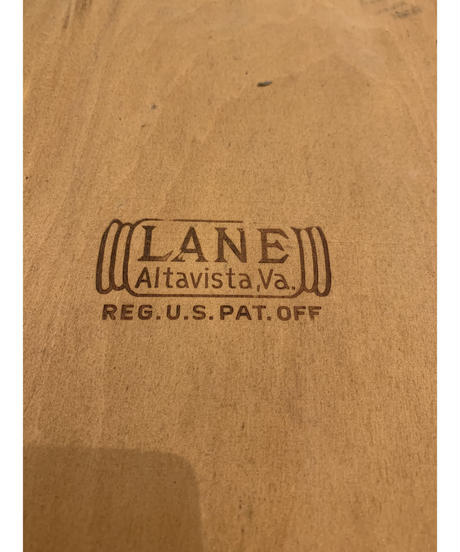 LANE
Altavista, Va.
REG. U.S. PAT. OFF